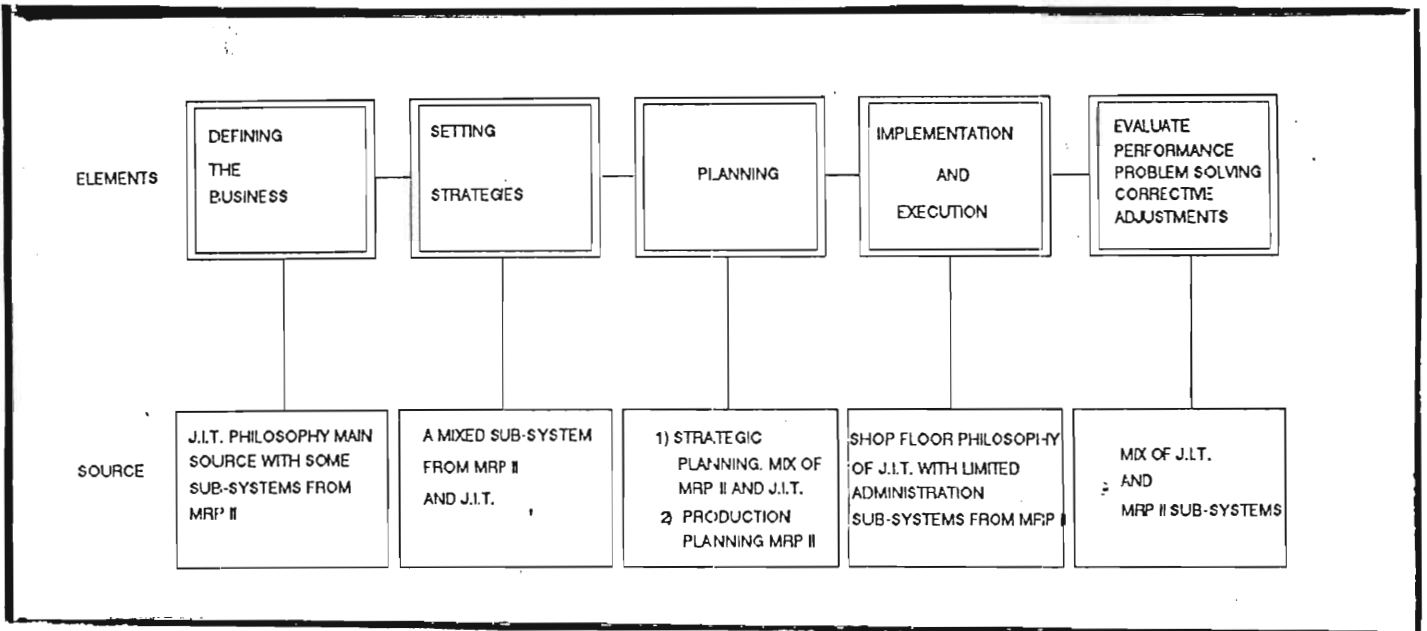 ELEMENTS
DEFINING
THE
BUSINESS
SETTING
STRATEGIES
PLANNING
IMPLEMENTATION
AND
EXECUTION
EVALUATE
PERFORMANCE
PROBLEM SOLVING
CORRECTIVE
ADJUSTMENTS
SOURCE
J.I.T. PHILOSOPHY MAIN
SOURCE WITH SOME
SUB-SYSTEMS FROM
MRP II
A MIXED SUB-SYSTEM
FROM MRP II
AND J.I.T.
1) STRATEGIC
PLANNING. MIX OF
MRP II AND J.I.T.
2) PRODUCTION
PLANNING MRP II
SHOP FLOOR PHILOSOPHY
OF J.I.T. WITH LIMITED
ADMINISTRATION
SUB-SYSTEMS FROM MRP II
MIX OF J.I.T.
AND
MRP II SUB-SYSTEMS